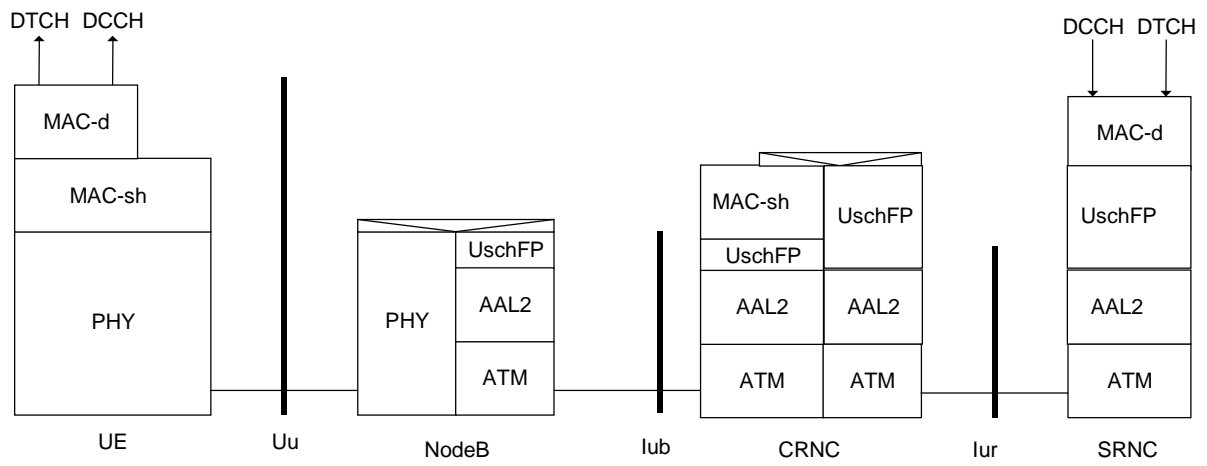 DTCH DCCH
DCCH DTCH
MAC-d
MAC-d
MAC-sh
MAC-sh
UschFP
UschFP
UschFP
UschFP
PHY
PHY
AAL2
AAL2
AAL2
AAL2
ATM
ATM
ATM
ATM
UE
Uu
NodeB
Iub
CRNC
Iur
SRNC